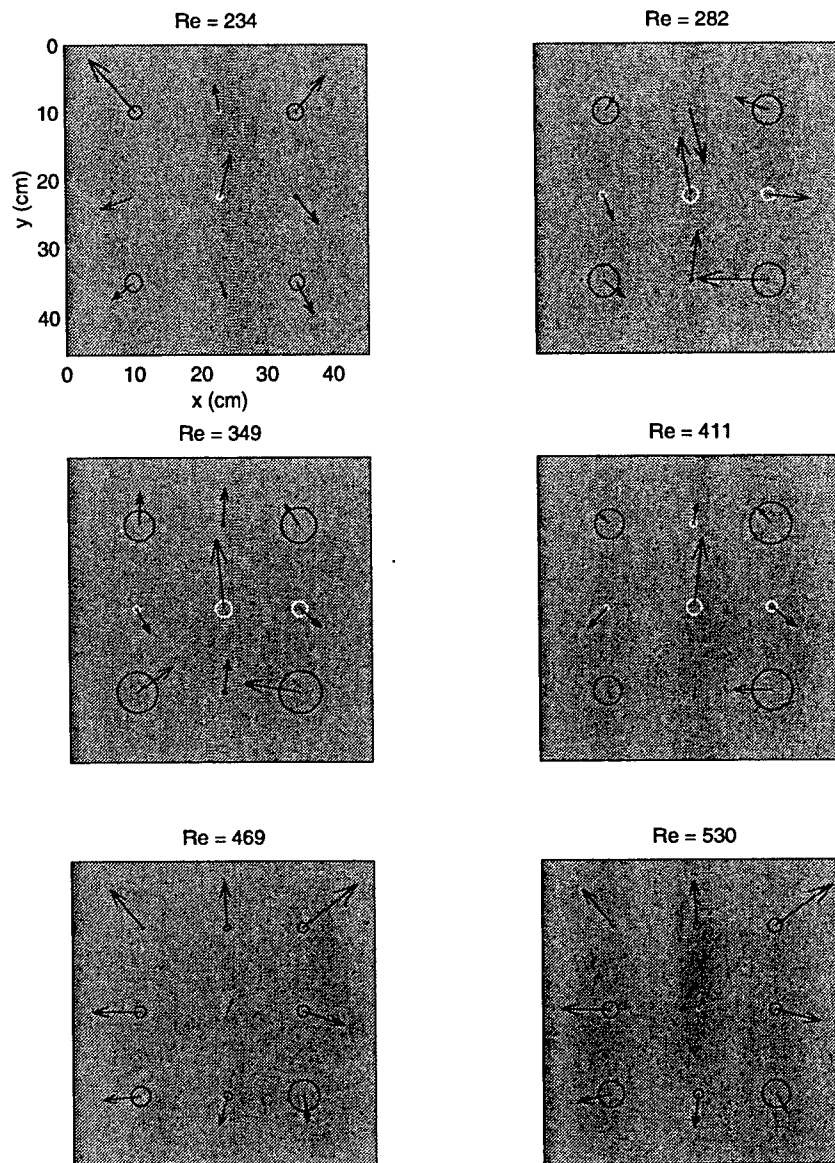 Re = 234
Re = 282
0
10
20
30
40
y (cm)
0
10
20
30
40
x (cm)
Re = 349
Re = 411
Re = 469
Re = 530